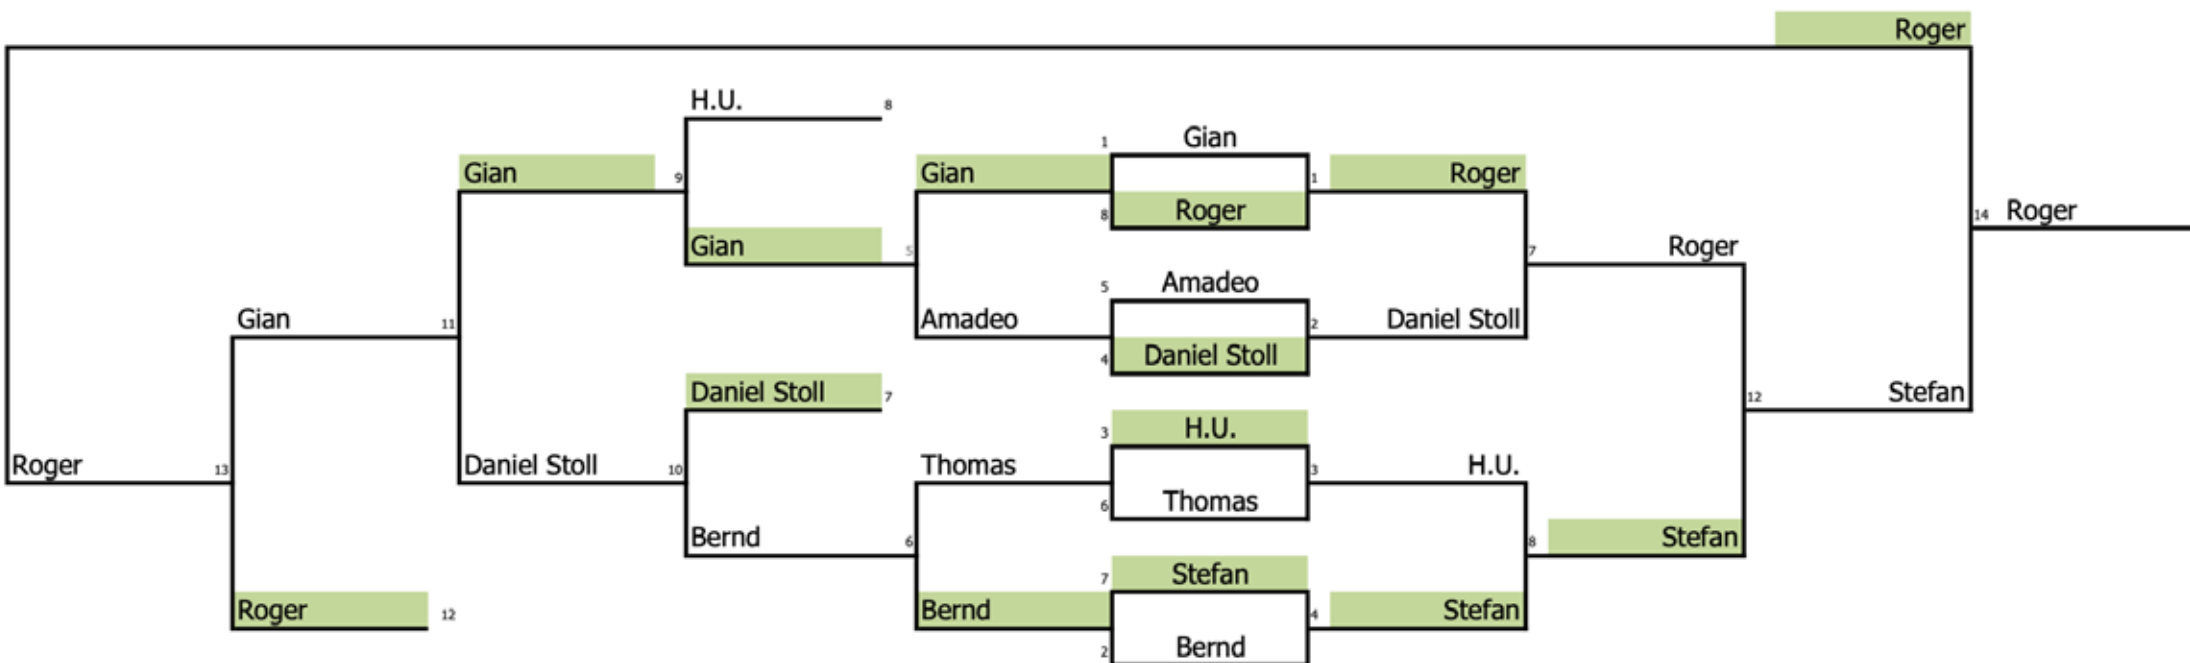 Roger
H.U. 8
1 Gian
Gian 9 Gian 1 Roger
8 Roger 14 Roger
Gian 5 7 Roger
5 Amadeo
Gian 11 Amadeo 2 Daniel Stoll
4 Daniel Stoll
Daniel Stoll 7 12 Stefan
3 H.U.
Roger 13 Daniel Stoll 10 Thomas 3 H.U.
6 Thomas
Bernd 6 8 Stefan
7 Stefan
Roger 12 Bernd 4 Stefan
2 Bernd